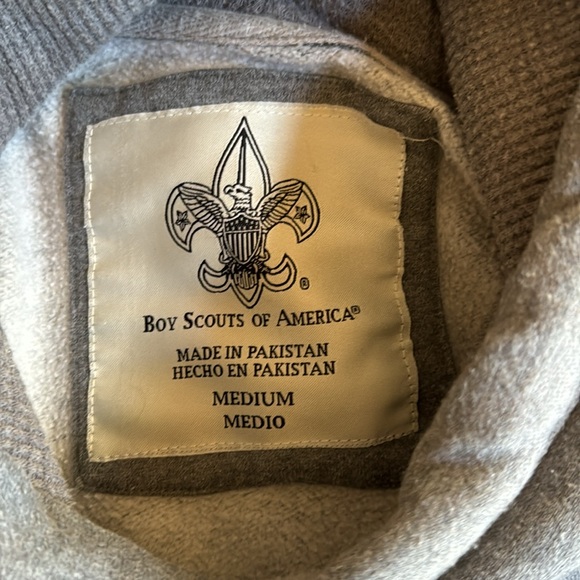 ®
BOY SCOUTS OF AMERICA®
MADE IN PAKISTAN
HECHO EN PAKISTAN
MEDIUM
MEDIO